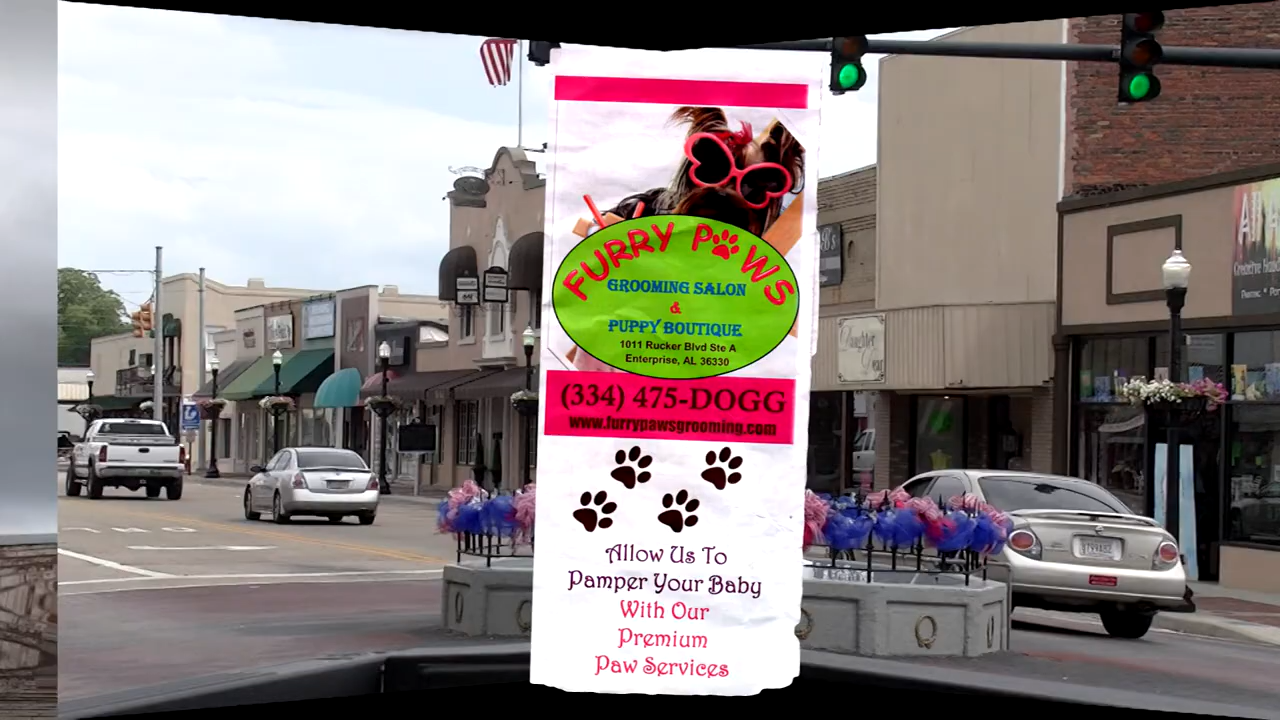 FURRY PAWS
GROOMING SALON
&
PUPPY BOUTIQUE
1011 Rucker Blvd Ste A
Enterprise, AL 36330
(334) 475-DOGG
www.furrypawsgrooming.com
Allow Us To
Pamper Your Baby
With Our
Premium
Paw Services